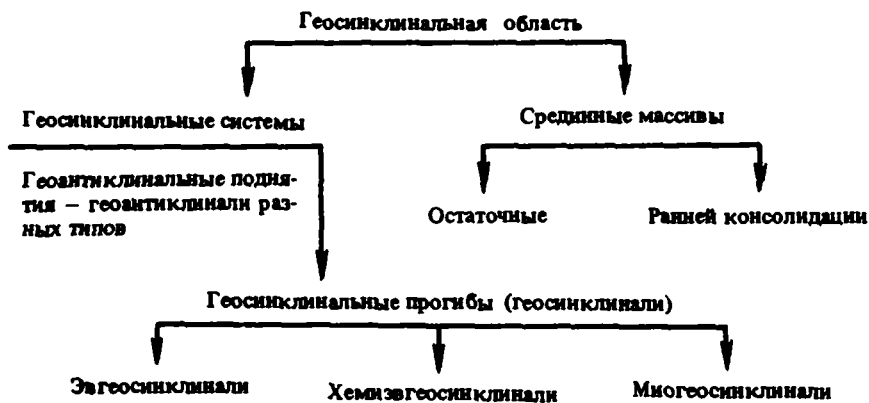 Геосинклинальная область
Геосинклинальные системы
Срединные массивы
Геоантиклинальные подня-
тия – геоантиклинали раз-
ных типов
Остаточные
Ранней консолидации
Геосинклинальные прогибы (геосинклинали)
Эвгеосинклинали
Хемиэвгеосинклинали
Миогеосинклинали